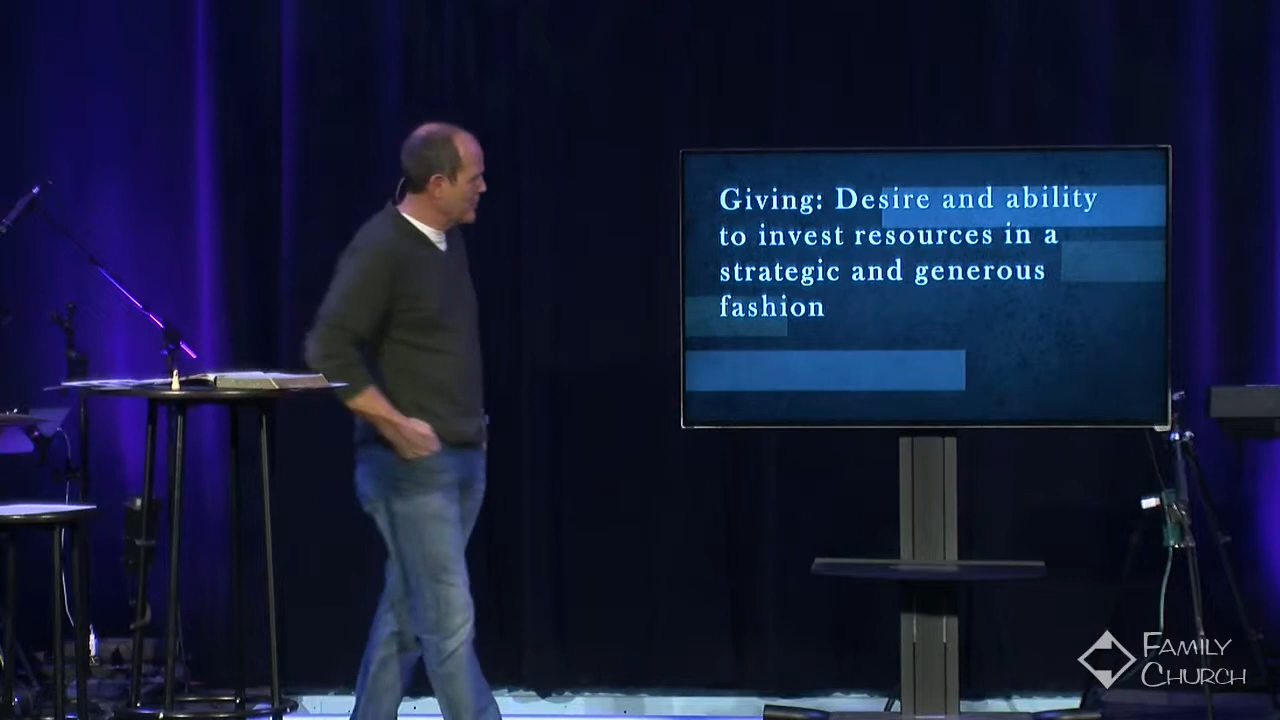 Giving: Desire and ability
to invest resources in a
strategic and generous
fashion
FAMILY
CHURCH